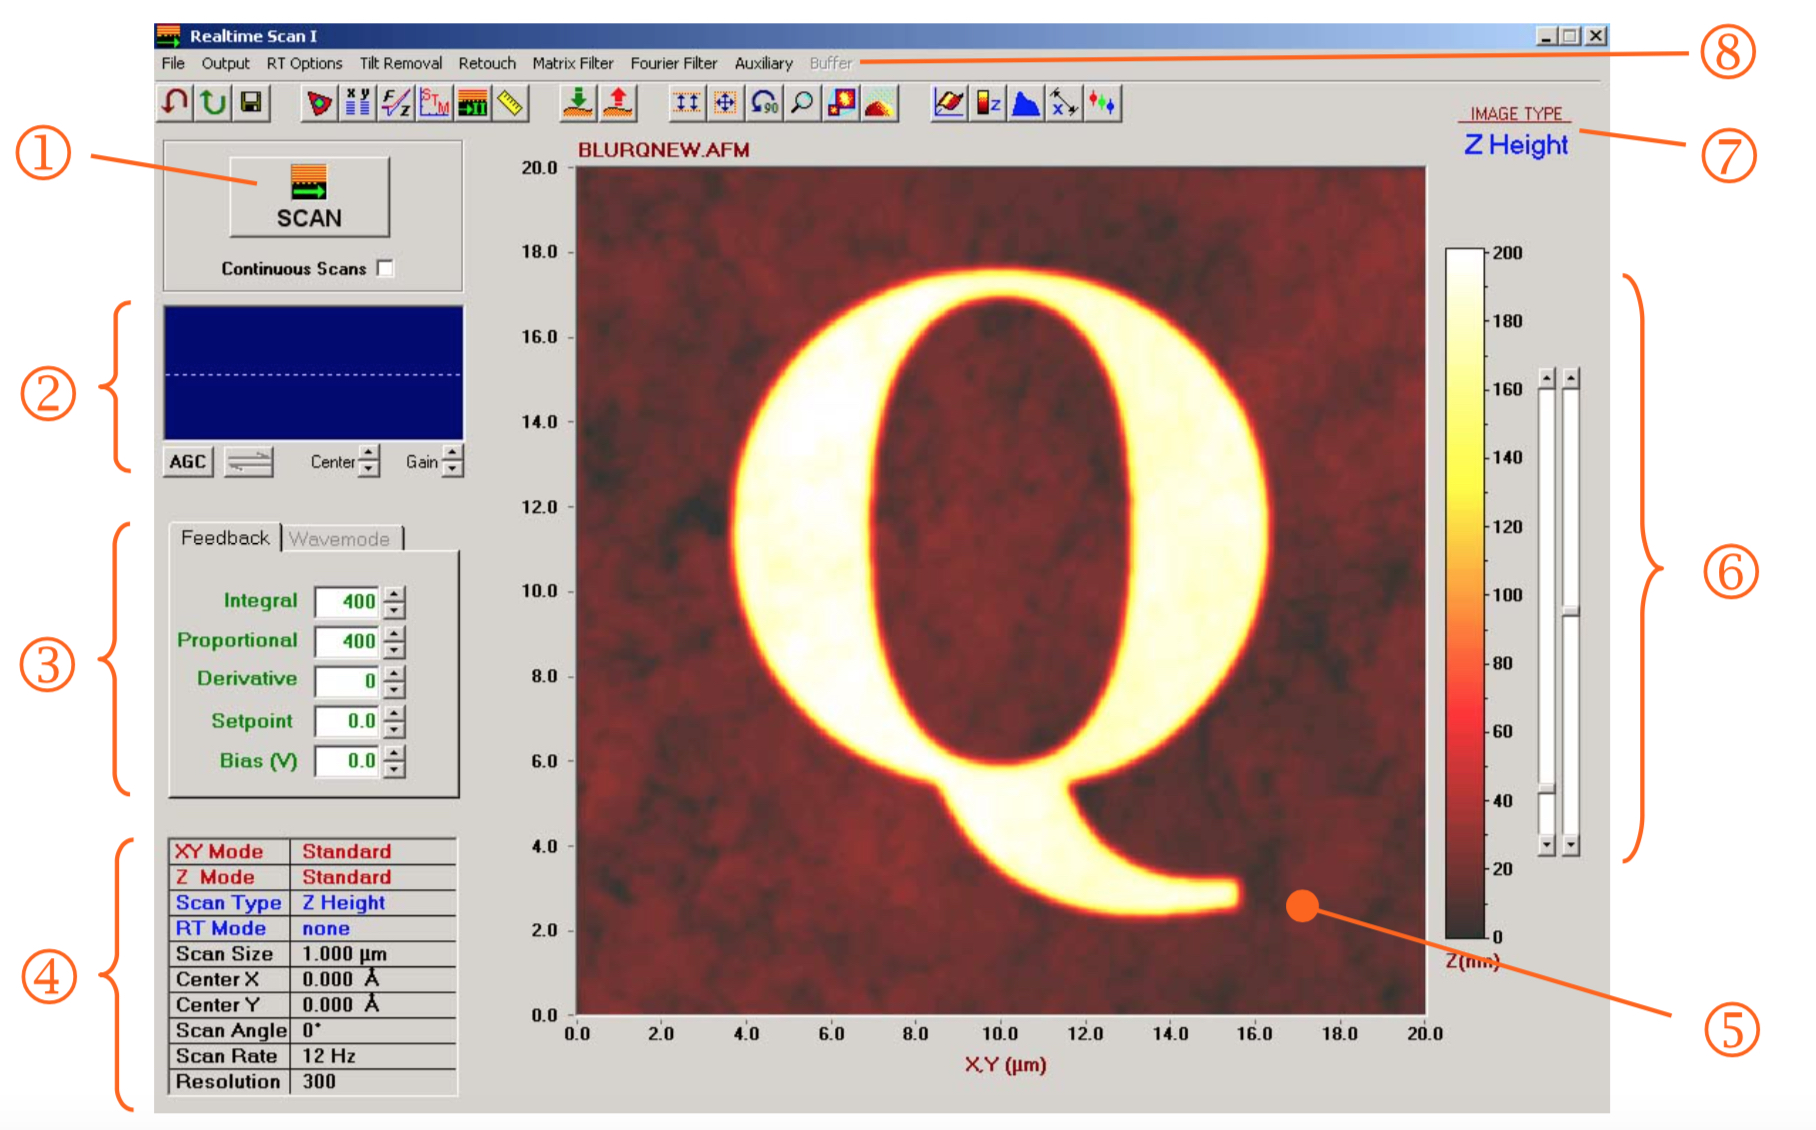 Realtime Scan I
File Output RT Options Tilt Removal Retouch Matrix Filter Fourier Filter Auxiliary Buffer
⑧
X Y F Z STM 90 Z X
①
SCAN
Continuous Scans
②
AGC Center Gain
③
Feedback Wavemode
Integral 400
Proportional 400
Derivative 0
Setpoint 0.0
Bias (V) 0.0
④
XY Mode Standard
Z Mode Standard
Scan Type Z Height
RT Mode none
Scan Size 1.000 µm
Center X 0.000 Å
Center Y 0.000 Å
Scan Angle 0°
Scan Rate 12 Hz
Resolution 300
BLURQNEW.AFM
20.0
18.0
16.0
14.0
12.0
10.0
8.0
6.0
4.0
2.0
0.0
Q
0.0 2.0 4.0 6.0 8.0 10.0 12.0 14.0 16.0 18.0 20.0
X,Y (µm)
⑤
IMAGE TYPE
Z Height
⑦
200
180
160
140
120
100
80
60
40
20
0
Z(nm)
⑥